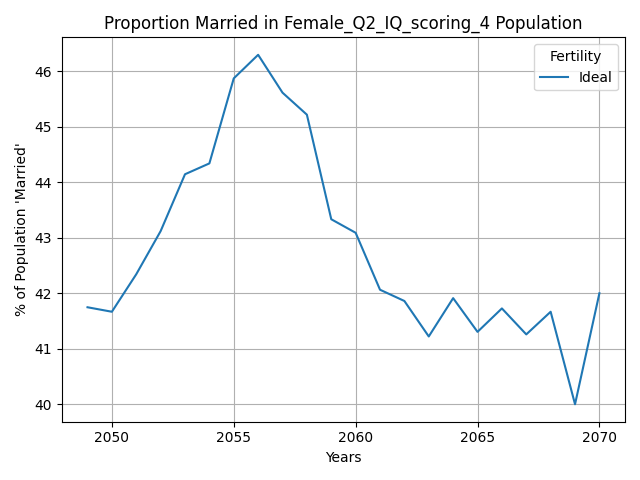 Proportion Married in Female_Q2_IQ_scoring_4 Population
Fertility
Ideal
% of Population 'Married'
46
45
44
43
42
41
40
2050
2055
2060
2065
2070
Years